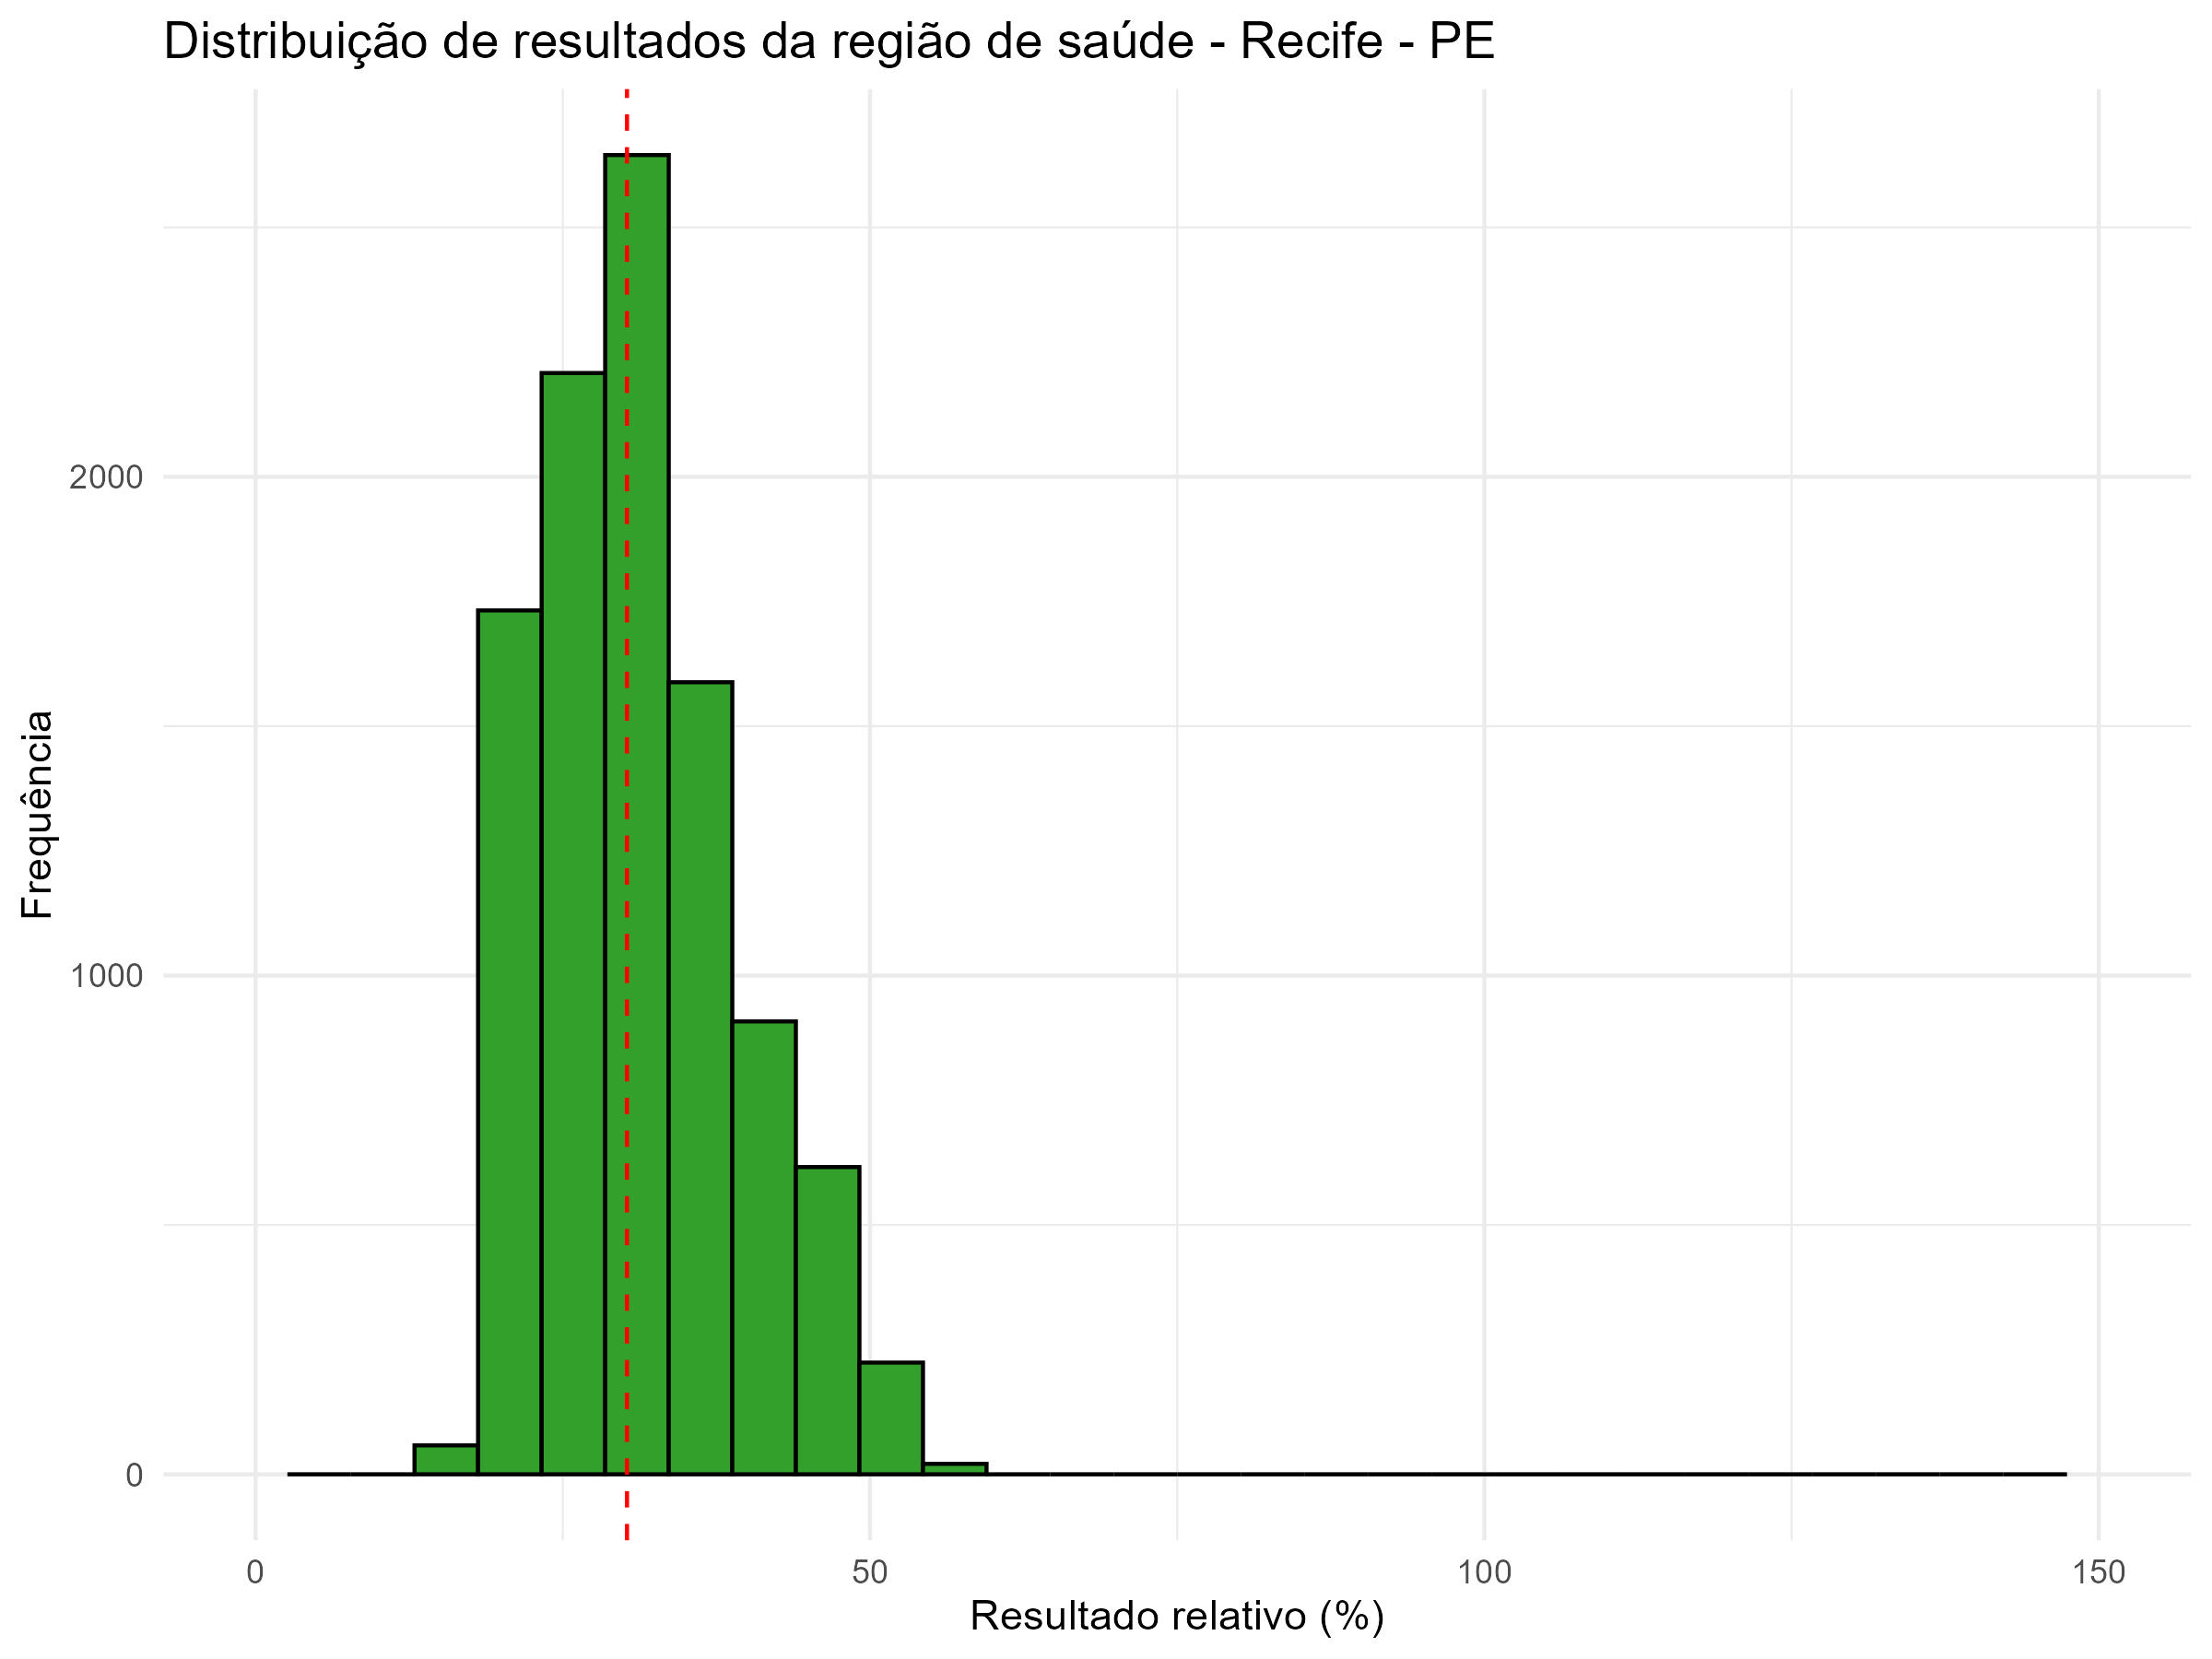 Distribuição de resultados da região de saúde - Recife - PE
Frequência
2000
1000
0
0
50
100
150
Resultado relativo (%)